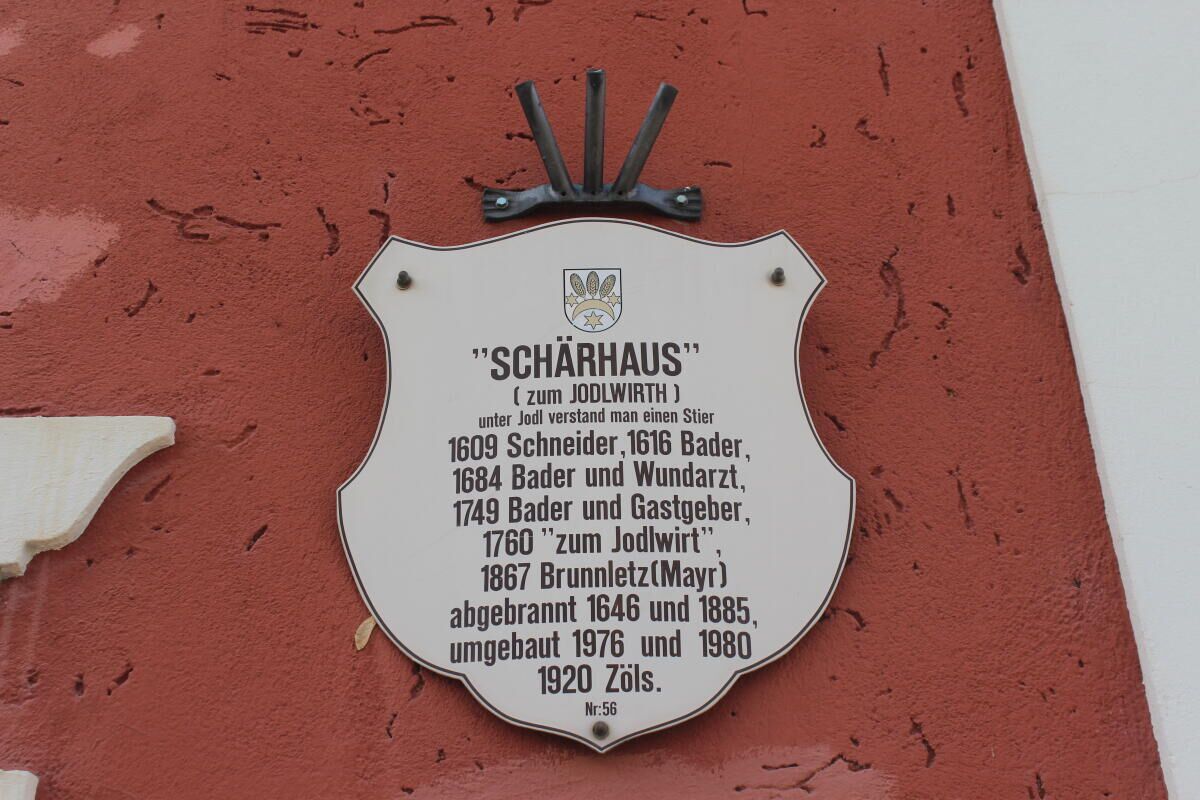 ”SCHÄRHAUS”
( zum JODLWIRTH )
unter Jodl verstand man einen Stier
1609 Schneider, 1616 Bader,
1684 Bader und Wundarzt,
1749 Bader und Gastgeber,
1760 ”zum Jodlwirt”,
1867 Brunnletz(Mayr)
abgebrannt 1646 und 1885,
umgebaut 1976 und 1980
1920 Zöls.
Nr:56